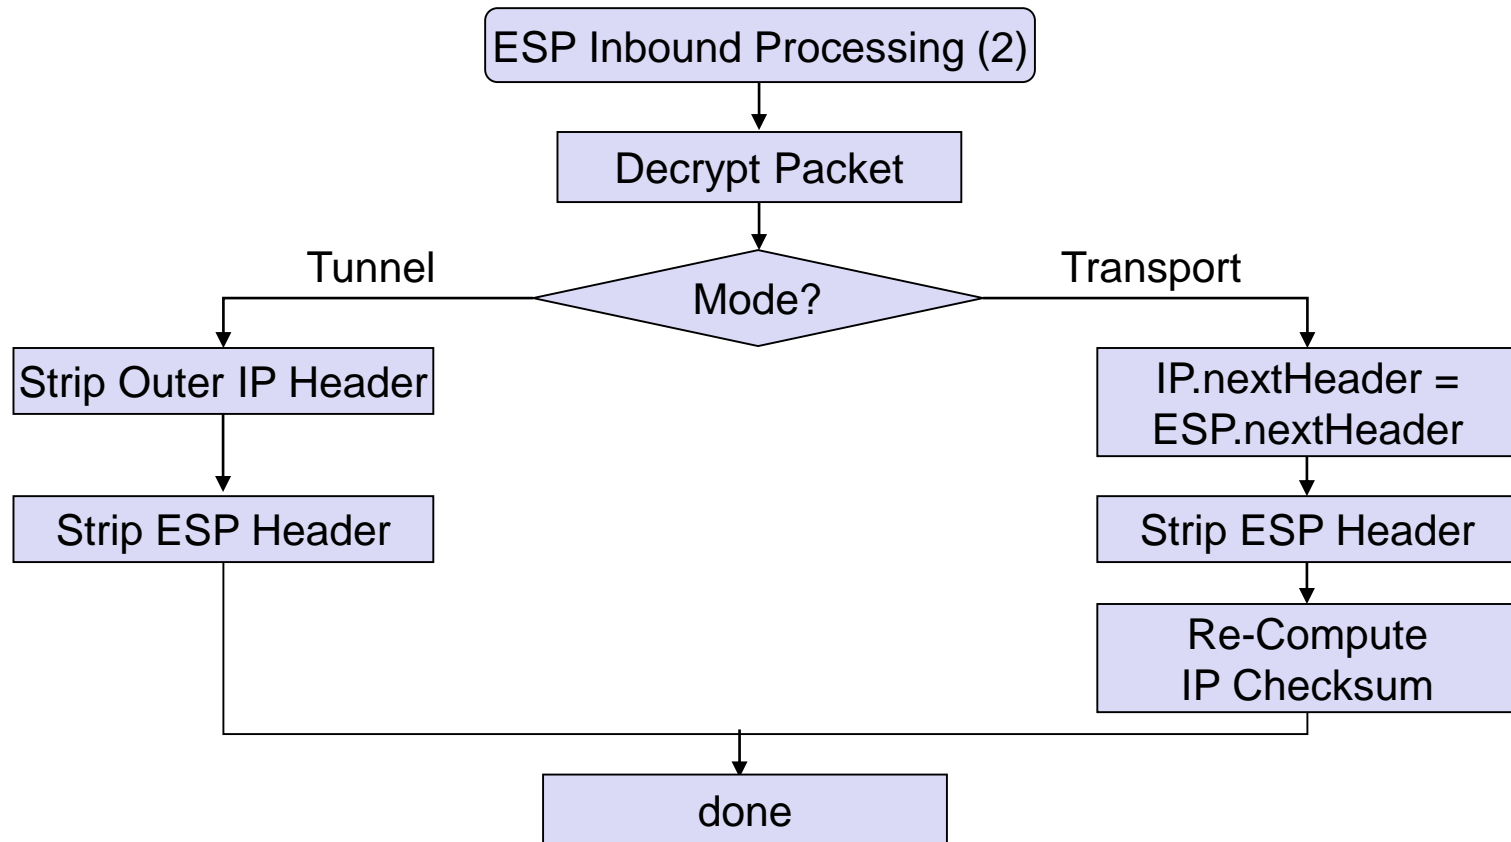 ESP Inbound Processing (2)
Decrypt Packet
Tunnel
Mode?
Transport
Strip Outer IP Header
Strip ESP Header
IP.nextHeader =
ESP.nextHeader
Strip ESP Header
Re-Compute
IP Checksum
done